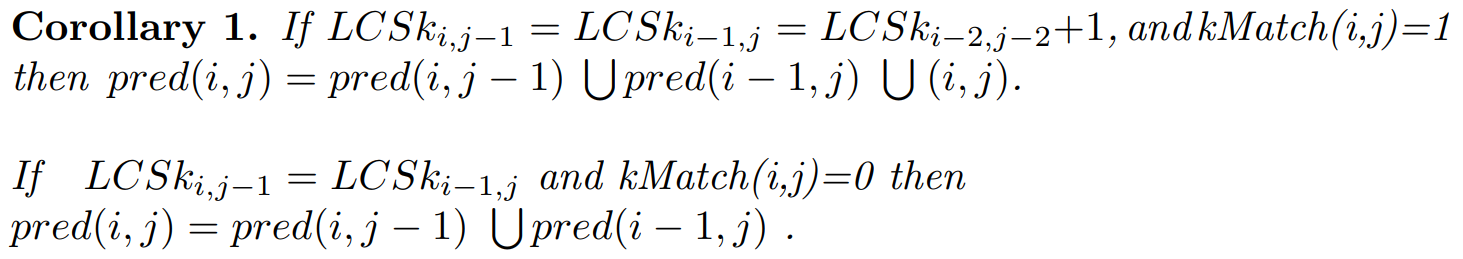 Corollary 1. If LCSk_{i,j−1} = LCSk_{i−1,j} = LCSk_{i−2,j−2}+1, and kMatch(i,j)=1
then pred(i, j) = pred(i, j − 1) ⋃ pred(i − 1, j) ⋃ (i, j).
If LCSk_{i,j−1} = LCSk_{i−1,j} and kMatch(i,j)=0 then
pred(i, j) = pred(i, j − 1) ⋃ pred(i − 1, j) .